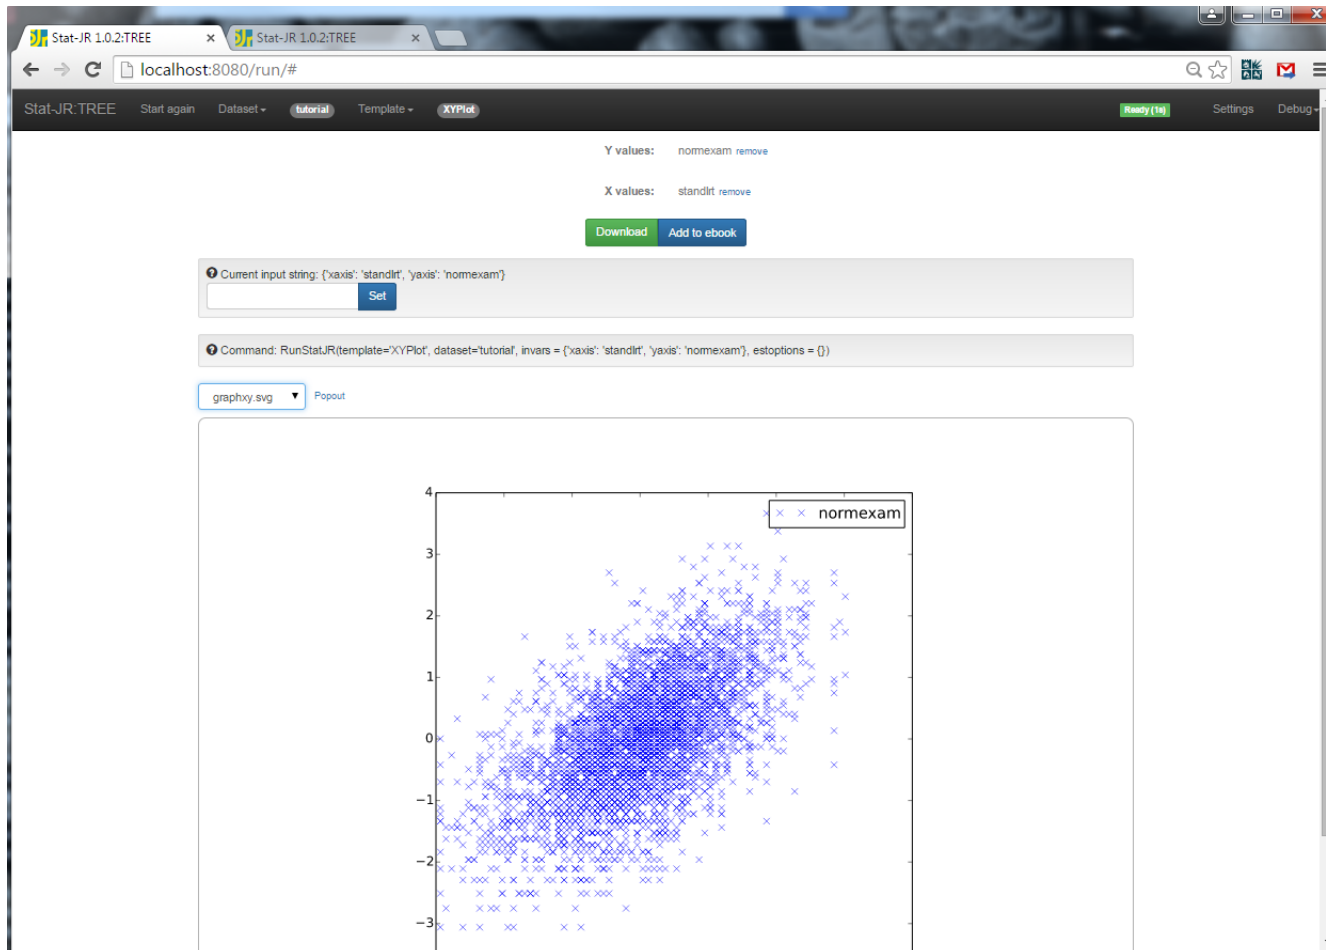 Stat-JR 1.0.2:TREE × Stat-JR 1.0.2:TREE ×
localhost:8080/run/#
Stat-JR:TREE Start again Dataset tutorial Template XYPlot Ready (1s) Settings Debug
Y values: normexam remove
X values: standlrt remove
Download Add to ebook
Current input string: {'xaxis': 'standlrt', 'yaxis': 'normexam'}
Set
Command: RunStatJR(template='XYPlot', dataset='tutorial', invars = {'xaxis': 'standlrt', 'yaxis': 'normexam'}, estoptions = {})
graphxy.svg Popout
4
normexam
3
2
1
0
−1
−2
−3